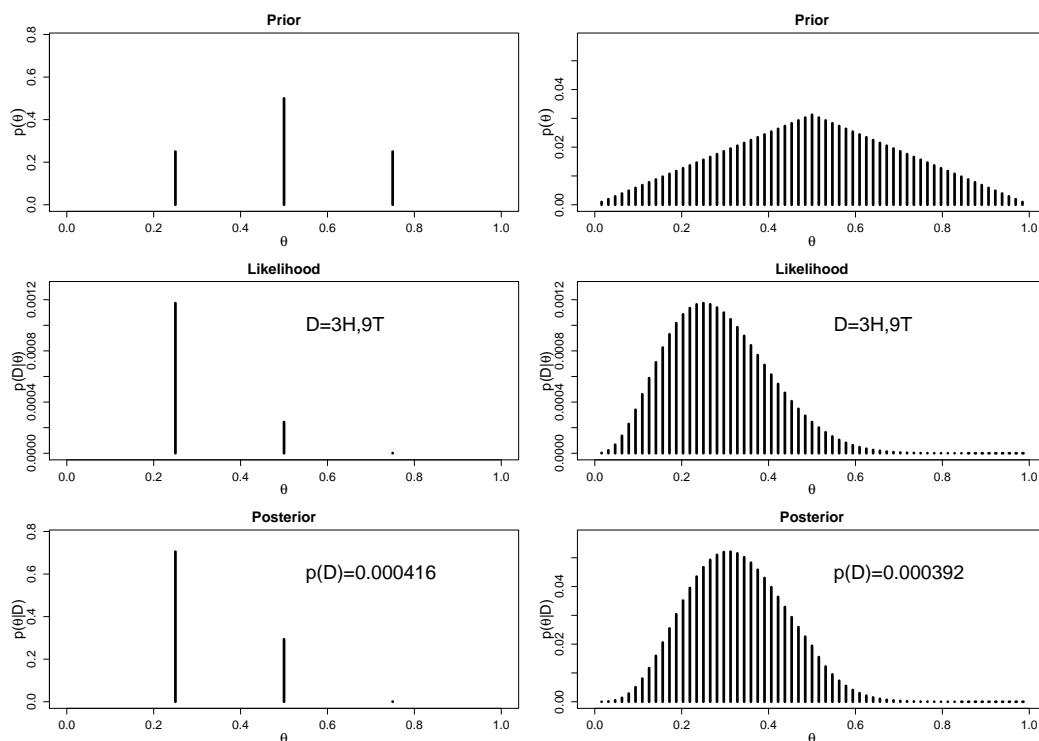 Prior
p(θ)
0.0 0.2 0.4 0.6 0.8
0.0 0.2 0.4 0.6 0.8 1.0
θ
Prior
p(θ)
0.00 0.02 0.04
0.0 0.2 0.4 0.6 0.8 1.0
θ
Likelihood
D=3H,9T
p(D|θ)
0.0000 0.0004 0.0008 0.0012
0.0 0.2 0.4 0.6 0.8 1.0
θ
Likelihood
D=3H,9T
p(D|θ)
0.0000 0.0004 0.0008 0.0012
0.0 0.2 0.4 0.6 0.8 1.0
θ
Posterior
p(D)=0.000416
p(θ|D)
0.0 0.2 0.4 0.6 0.8
0.0 0.2 0.4 0.6 0.8 1.0
θ
Posterior
p(D)=0.000392
p(θ|D)
0.00 0.02 0.04
0.0 0.2 0.4 0.6 0.8 1.0
θ